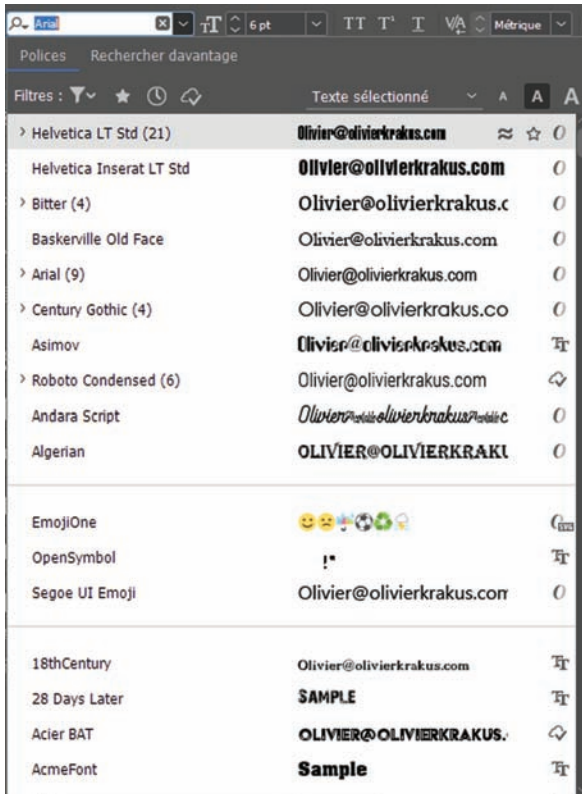 Arial 6 pt TT T¹ T V/A Métrique
Polices Rechercher davantage
Filtres : Texte sélectionné A A A
Helvetica LT Std (21) Olivier@olivierkrakus.com
Helvetica Inserat LT Std Olivier@olivierkrakus.com
Bitter (4) Olivier@olivierkrakus.c
Baskerville Old Face Olivier@olivierkrakus.com
Arial (9) Olivier@olivierkrakus.com
Century Gothic (4) Olivier@olivierkrakus.co
Asimov Olivier@olivierkrakus.com
Roboto Condensed (6) Olivier@olivierkrakus.com
Andara Script Olivier olivierkrakus c
Algerian OLIVIER@OLIVIERKRAKU
EmojiOne
OpenSymbol !"
Segoe UI Emoji Olivier@olivierkrakus.com
18thCentury Olivier@olivierkrakus.com
28 Days Later SAMPLE
Acier BAT OLIVIER@OLIVIERKRAKUS.
AcmeFont Sample